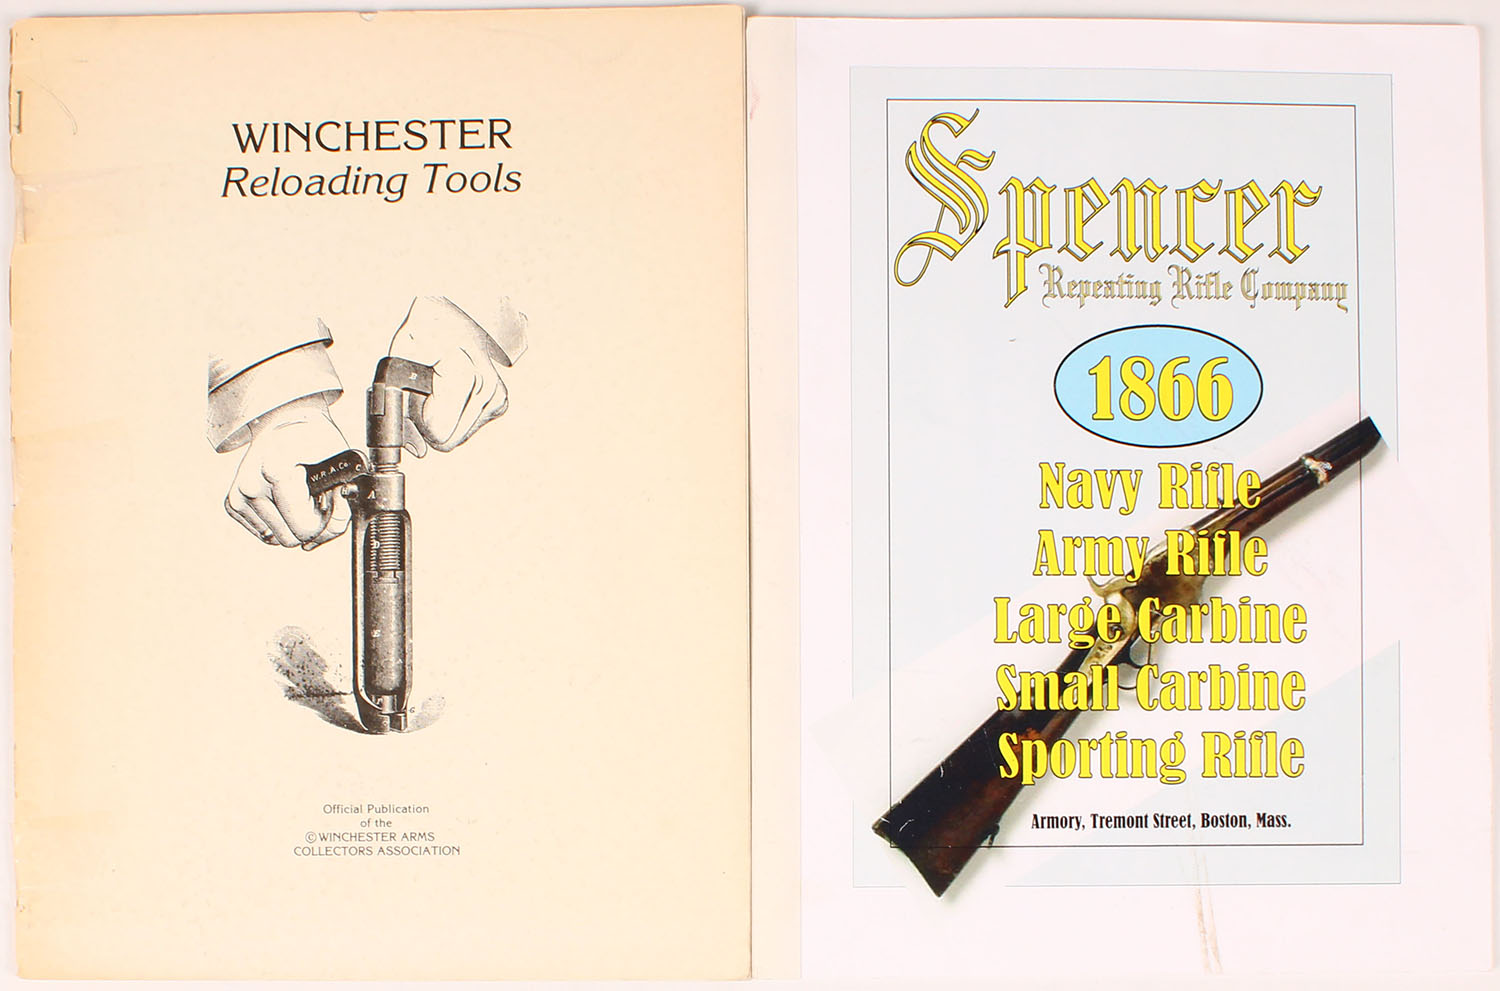 WINCHESTER
Reloading Tools
B
W.R.A.Co. C
H A
D
E
G
Official Publication
of the
©WINCHESTER ARMS
COLLECTORS ASSOCIATION
Spencer
Repeating Rifle Company
1866
Navy Rifle
Army Rifle
Large Carbine
Small Carbine
Sporting Rifle
Armory, Tremont Street, Boston, Mass.